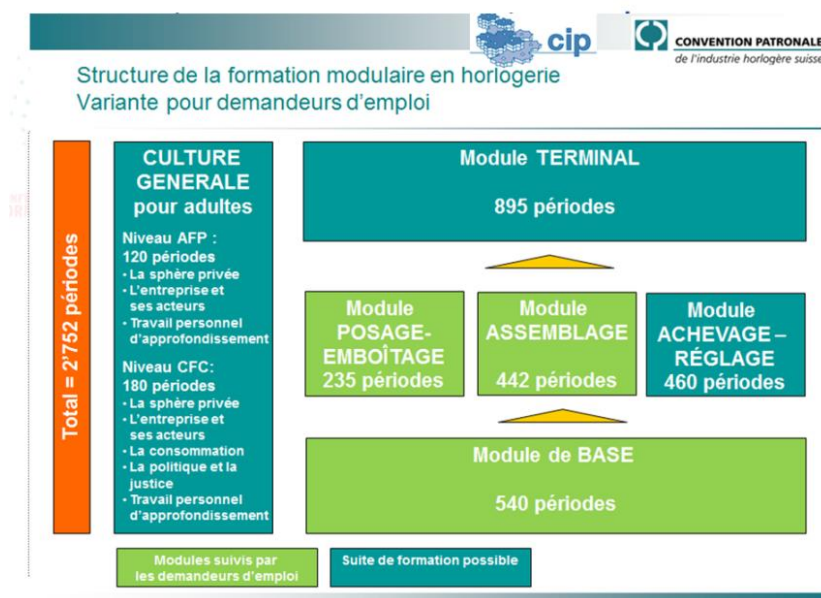 cip
CONVENTION PATRONALE
de l'industrie horlogère suisse
Structure de la formation modulaire en horlogerie
Variante pour demandeurs d'emploi
Total = 2'752 périodes
CULTURE
GENERALE
pour adultes
Niveau AFP :
120 périodes
• La sphère privée
• L'entreprise et
ses acteurs
• Travail personnel
d'approfondissement
Niveau CFC:
180 périodes
• La sphère privée
• L'entreprise et
ses acteurs
• La consommation
• La politique et la
justice
• Travail personnel
d'approfondissement
Module TERMINAL
895 périodes
Module
POSAGE-
EMBOÎTAGE
235 périodes
Module
ASSEMBLAGE
442 périodes
Module
ACHEVAGE –
RÉGLAGE
460 périodes
Module de BASE
540 périodes
Modules suivis par
les demandeurs d'emploi
Suite de formation possible